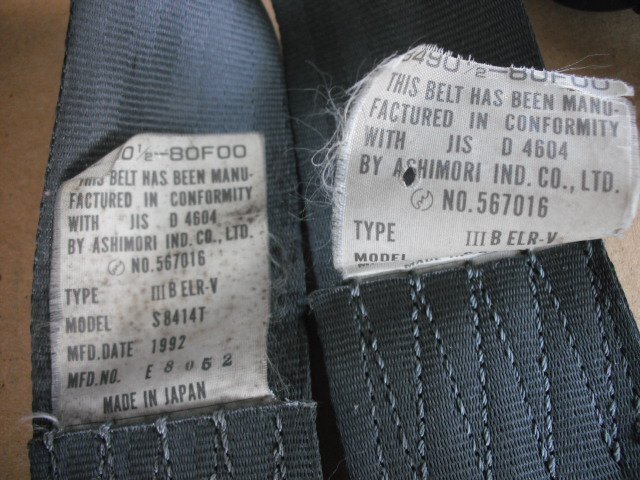 90½-80F00
THIS BELT HAS BEEN MANU-
FACTURED IN CONFORMITY
WITH JIS D 4604
BY ASHIMORI IND. CO., LTD.
NO. 567016
TYPE III B ELR-V
MODEL S8414T
MFD. DATE 1992
MFD. NO. E 8052
MADE IN JAPAN
5490½-80F00
THIS BELT HAS BEEN MANU-
FACTURED IN CONFORMITY
WITH JIS D 4604
BY ASHIMORI IND. CO., LTD.
NO. 567016
TYPE III B ELR-V
MODEL